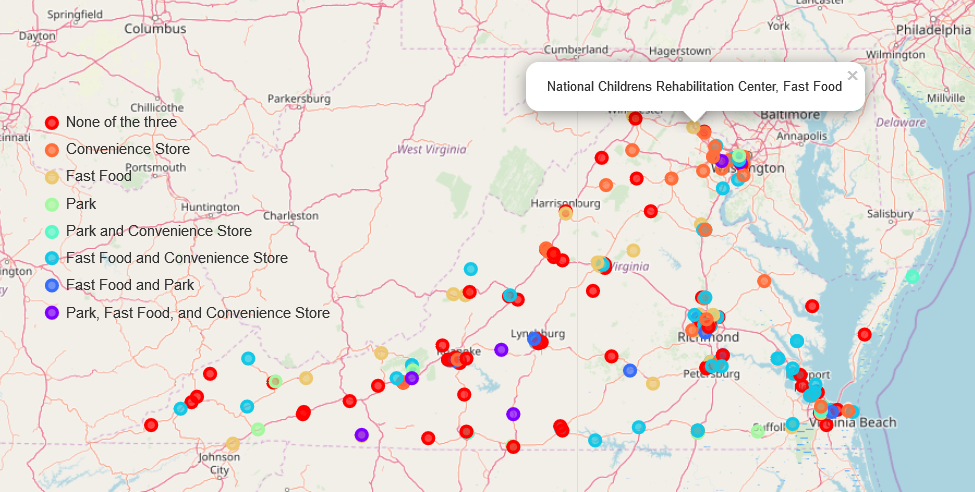 Springfield
Columbus
Dayton
Lancaster
York
Philadelphia
Cumberland
Hagerstown
Wilmington
National Childrens Rehabilitation Center, Fast Food
×
Parkersburg
Chillicothe
Millville
Baltimore
Delaware
Annapolis
None of the three
Convenience Store
West Virginia
Portsmouth
Fast Food
Park
Huntington
Harrisonburg
Charleston
Salisbury
Park and Convenience Store
Fast Food and Convenience Store
Fast Food and Park
Park, Fast Food, and Convenience Store
Lynchburg
Richmond
Petersburg
Virginia Beach
Johnson
City